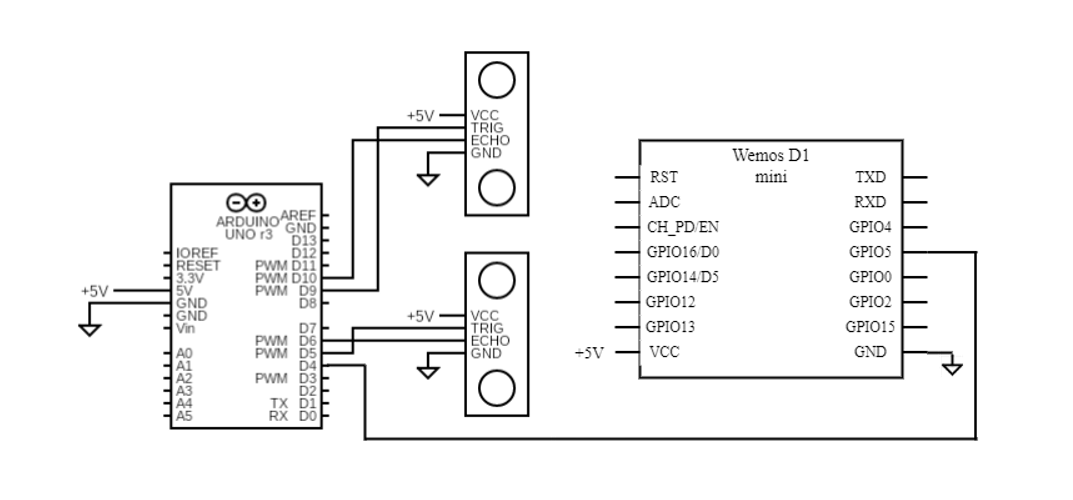 +5V
VCC
TRIG
ECHO
GND
ARDUINO
UNO r3
AREF
GND
D13
D12
PWM D11
PWM D10
PWM D9
D8
D7
PWM D6
PWM D5
D4
PWM D3
D2
TX D1
RX D0
IOREF
RESET
3.3V
+5V
5V
GND
GND
Vin
A0
A1
A2
A3
A4
A5
+5V
VCC
TRIG
ECHO
GND
Wemos D1
mini
RST
ADC
CH_PD/EN
GPIO16/D0
GPIO14/D5
GPIO12
GPIO13
+5V
VCC
TXD
RXD
GPIO4
GPIO5
GPIO0
GPIO2
GPIO15
GND